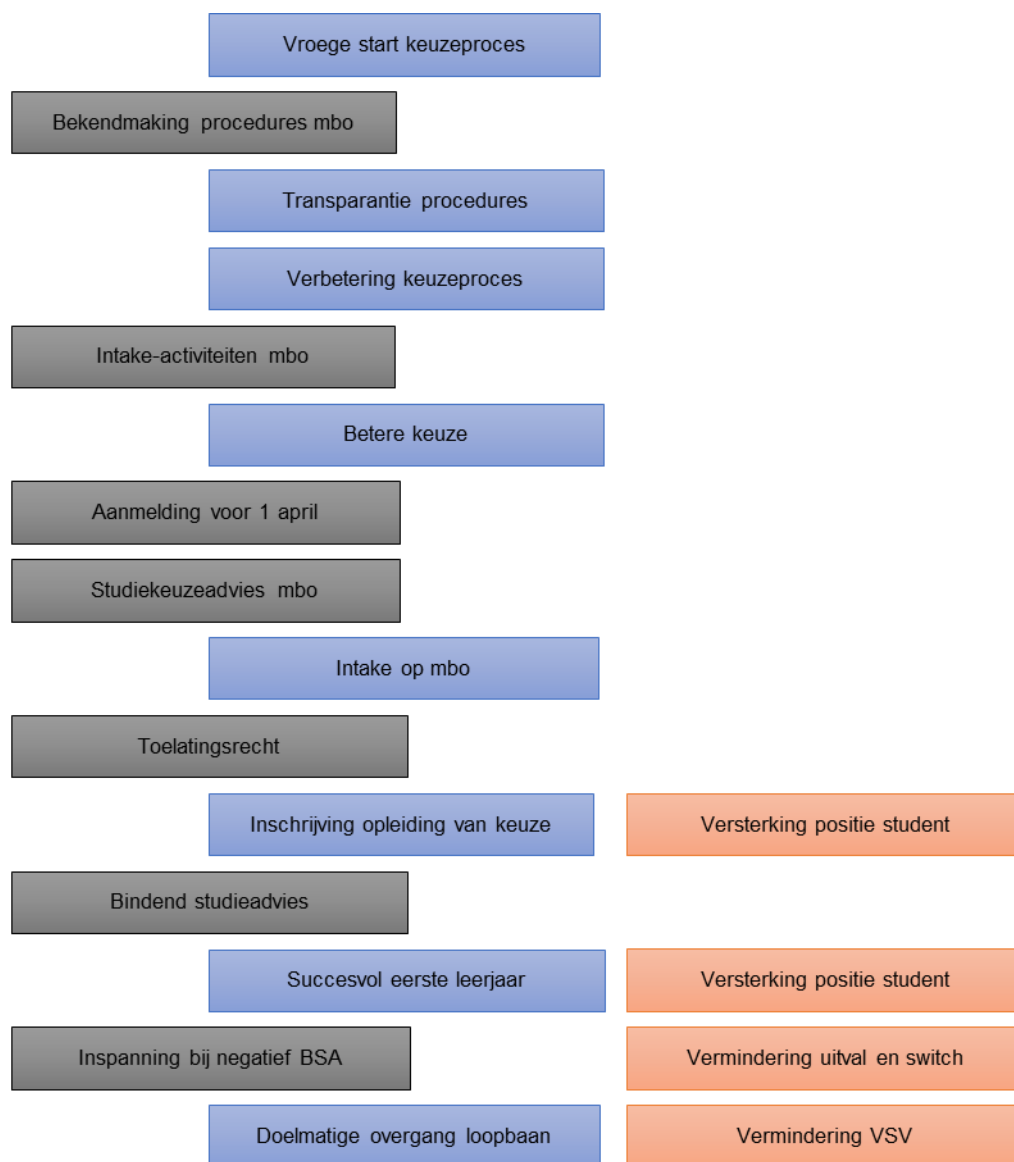 Vroege start keuzeproces
Bekendmaking procedures mbo
Transparantie procedures
Verbetering keuzeproces
Intake-activiteiten mbo
Betere keuze
Aanmelding voor 1 april
Studiekeuzeadvies mbo
Intake op mbo
Toelatingsrecht
Inschrijving opleiding van keuze
Versterking positie student
Bindend studieadvies
Succesvol eerste leerjaar
Versterking positie student
Inspanning bij negatief BSA
Vermindering uitval en switch
Doelmatige overgang loopbaan
Vermindering VSV